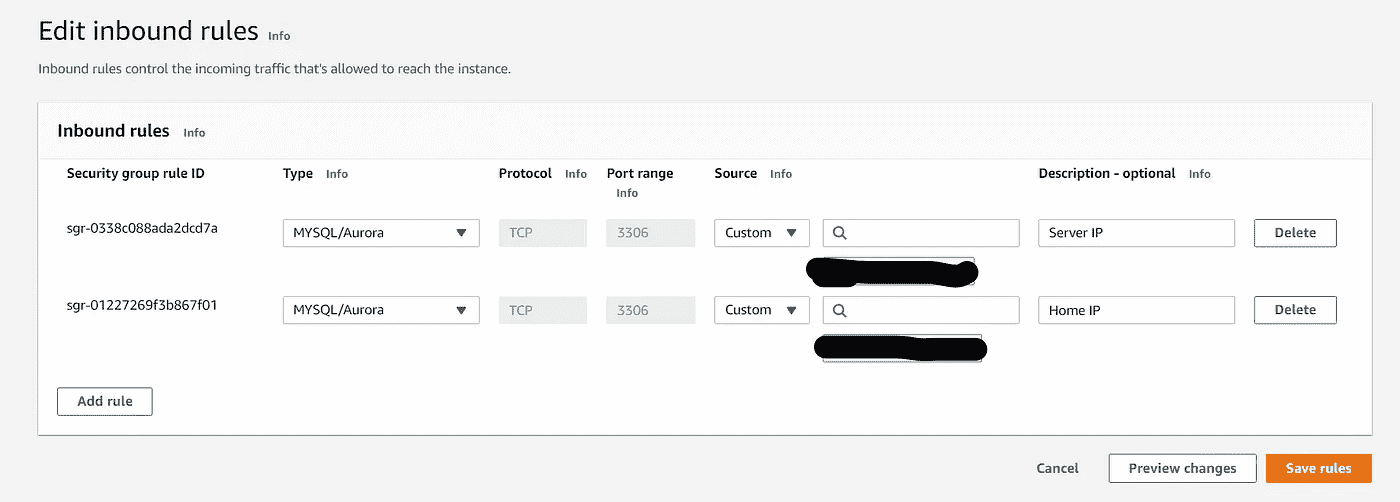 Edit inbound rules Info
Inbound rules control the incoming traffic that's allowed to reach the instance.
Inbound rules Info
Security group rule ID Type Info Protocol Info Port range Info Source Info Description - optional Info
sgr-0338c088ada2dcd7a MYSQL/Aurora TCP 3306 Custom Server IP Delete
sgr-01227269f3b867f01 MYSQL/Aurora TCP 3306 Custom Home IP Delete
Add rule
Cancel Preview changes Save rules